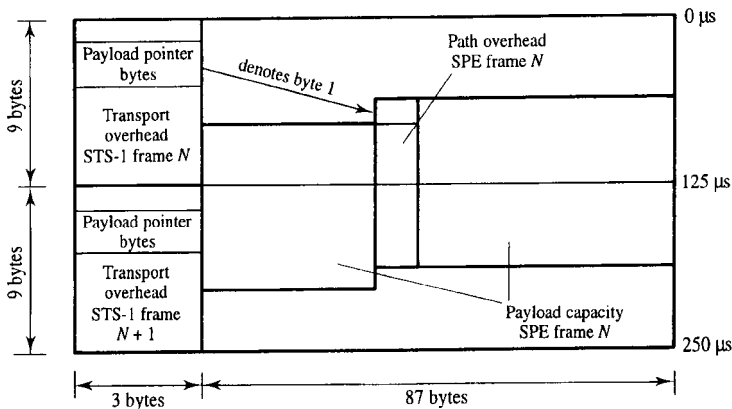 0 µs
Payload pointer
bytes
denotes byte 1
Path overhead
SPE frame N
9 bytes
Transport
overhead
STS-1 frame N
125 µs
Payload pointer
bytes
9 bytes
Transport
overhead
STS-1 frame
N + 1
Payload capacity
SPE frame N
250 µs
3 bytes
87 bytes